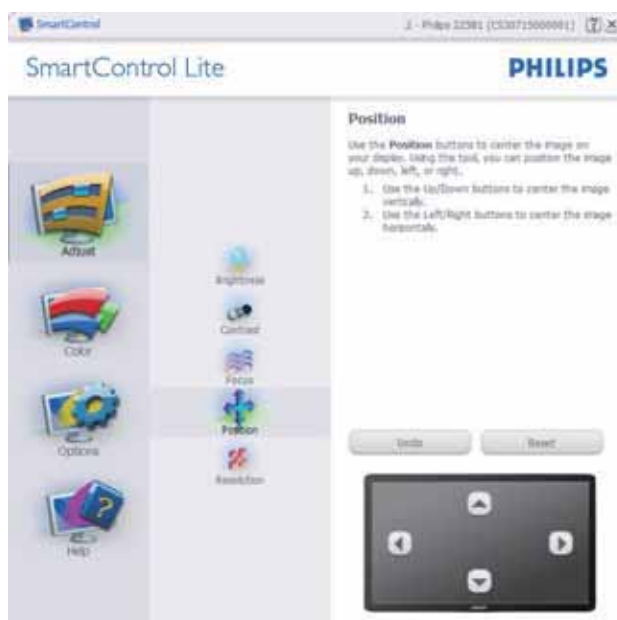 SmartControl
SmartControl Lite
PHILIPS
Adjust
Color
Options
Help
Brightness
Contrast
Focus
Position
Resolution
Position
Use the Position buttons to center the image on
your display. Using the tool, you can position the image
up, down, left, or right.
1. Use the Up/Down buttons to center the image
vertically.
2. Use the Left/Right buttons to center the image
horizontally.
Undo
Reset